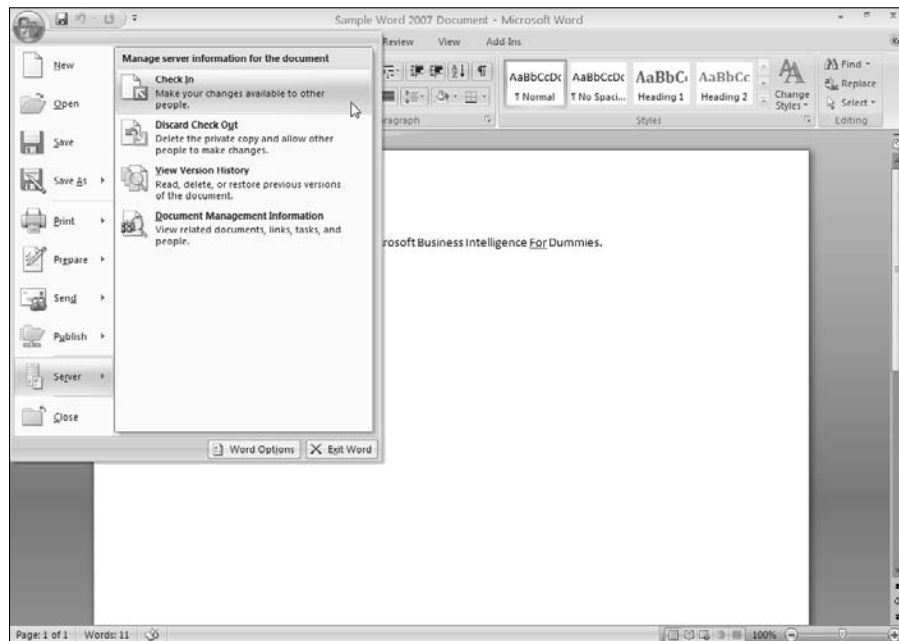 Sample Word 2007 Document - Microsoft Word
Review View Add-Ins
New
Open
Save
Save As
Print
Prepare
Send
Publish
Server
Close
Manage server information for the document
Check In
Make your changes available to other
people.
Discard Check Out
Delete the private copy and allow other
people to make changes.
View Version History
Read, delete, or restore previous versions
of the document.
Document Management Information
View related documents, links, tasks, and
people.
Word Options Exit Word
ragraph
AaBbCcDc AaBbCcDc AaBbC AaBbCc
¶ Normal ¶ No Spaci... Heading 1 Heading 2
Change
Styles
Styles
Find
Replace
Select
Editing
rosoft Business Intelligence For Dummies.
Page: 1 of 1 Words: 11 100%